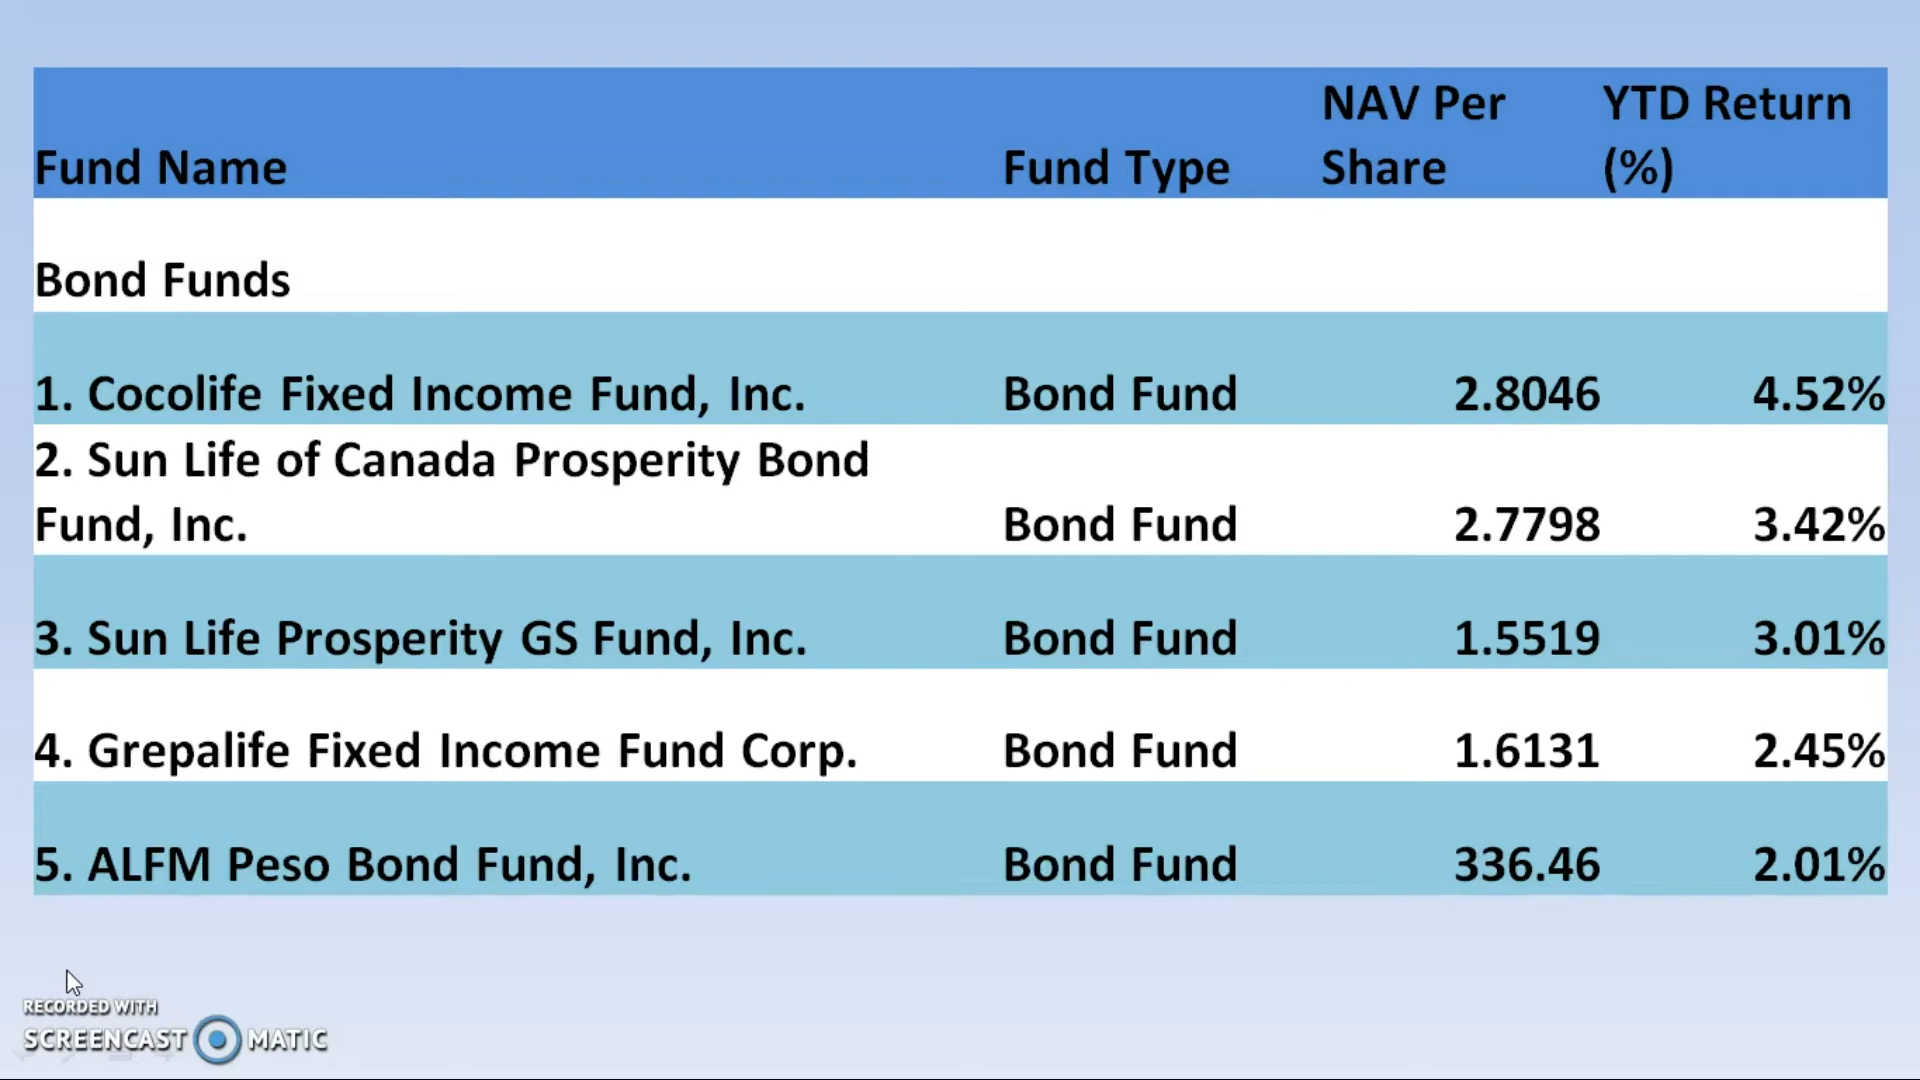 Fund Name Fund Type NAV Per Share YTD Return (%)
Bond Funds
1. Cocolife Fixed Income Fund, Inc. Bond Fund 2.8046 4.52%
2. Sun Life of Canada Prosperity Bond
Fund, Inc. Bond Fund 2.7798 3.42%
3. Sun Life Prosperity GS Fund, Inc. Bond Fund 1.5519 3.01%
4. Grepalife Fixed Income Fund Corp. Bond Fund 1.6131 2.45%
5. ALFM Peso Bond Fund, Inc. Bond Fund 336.46 2.01%
RECORDED WITH
SCREENCAST MATIC